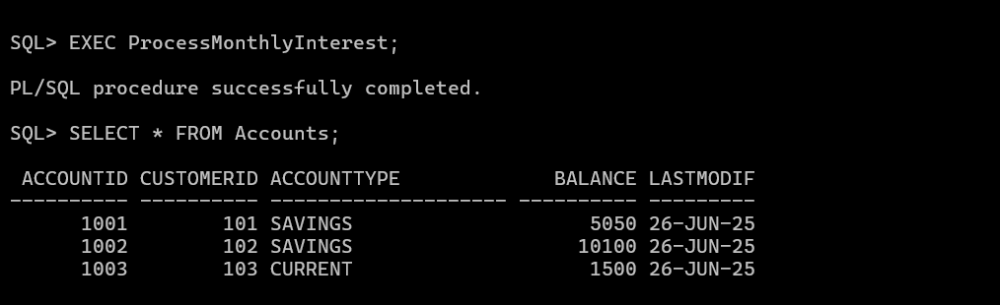 SQL> EXEC ProcessMonthlyInterest;
PL/SQL procedure successfully completed.
SQL> SELECT * FROM Accounts;
 ACCOUNTID CUSTOMERID ACCOUNTTYPE             BALANCE LASTMODIF
---------- ---------- -------------------- ---------- ---------
      1001        101 SAVINGS                    5050 26-JUN-25
      1002        102 SAVINGS                   10100 26-JUN-25
      1003        103 CURRENT                    1500 26-JUN-25